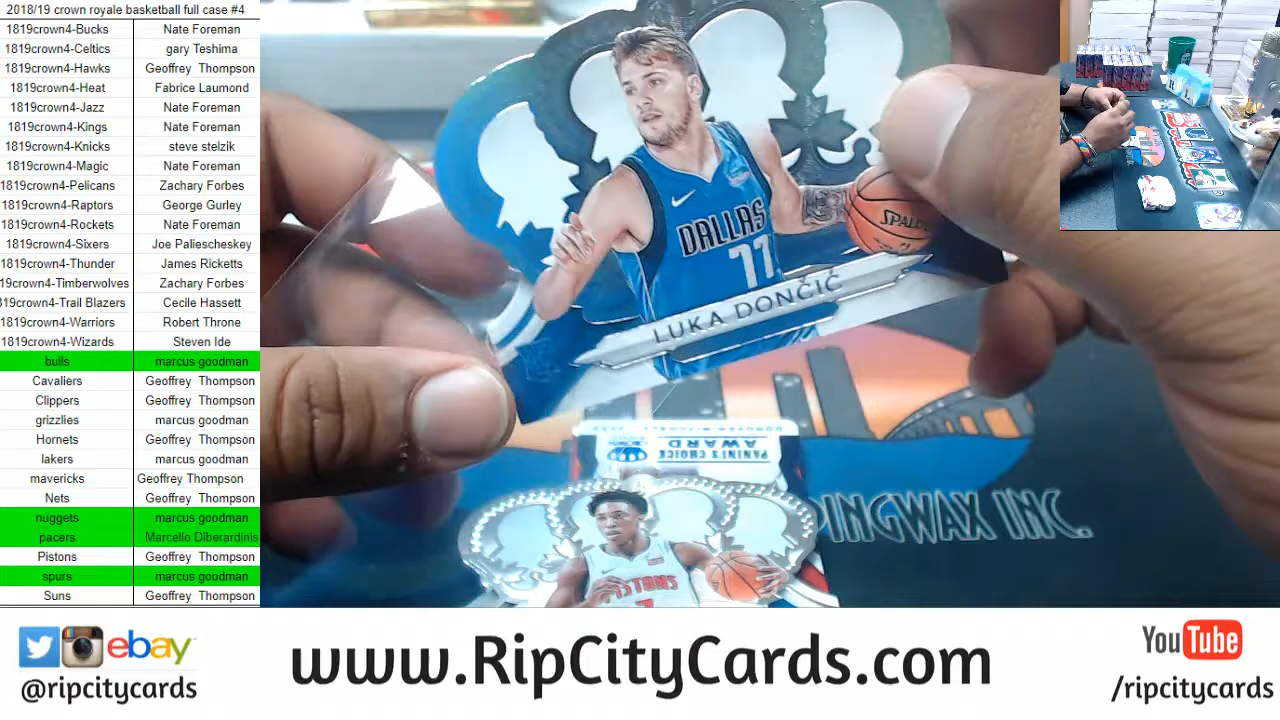 2018/19 crown royale basketball full case #4
1819crown4-Bucks Nate Foreman
1819crown4-Celtics gary Teshima
1819crown4-Hawks Geoffrey Thompson
1819crown4-Heat Fabrice Laumond
1819crown4-Jazz Nate Foreman
1819crown4-Kings Nate Foreman
1819crown4-Knicks steve stelzik
1819crown4-Magic Nate Foreman
1819crown4-Pelicans Zachary Forbes
1819crown4-Raptors George Gurley
1819crown4-Rockets Nate Foreman
1819crown4-Sixers Joe Paliescheskey
1819crown4-Thunder James Ricketts
19crown4-Timberwolves Zachary Forbes
19crown4-Trail Blazers Cecile Hassett
1819crown4-Warriors Robert Throne
1819crown4-Wizards Steven Ide
bulls marcus goodman
Cavaliers Geoffrey Thompson
Clippers Geoffrey Thompson
grizzlies marcus goodman
Hornets Geoffrey Thompson
lakers marcus goodman
mavericks Geoffrey Thompson
Nets Geoffrey Thompson
nuggets marcus goodman
pacers Marcello Diberardinis
Pistons Geoffrey Thompson
spurs marcus goodman
Suns Geoffrey Thompson
SPALD
DALLAS
77
LUKA DONČIĆ
RC
PANINI'S CHOICE
AWARD
PISTONS
PINGWAX INC.
ebay
@ripcitycards
www.RipCityCards.com
YouTube
/ripcitycards